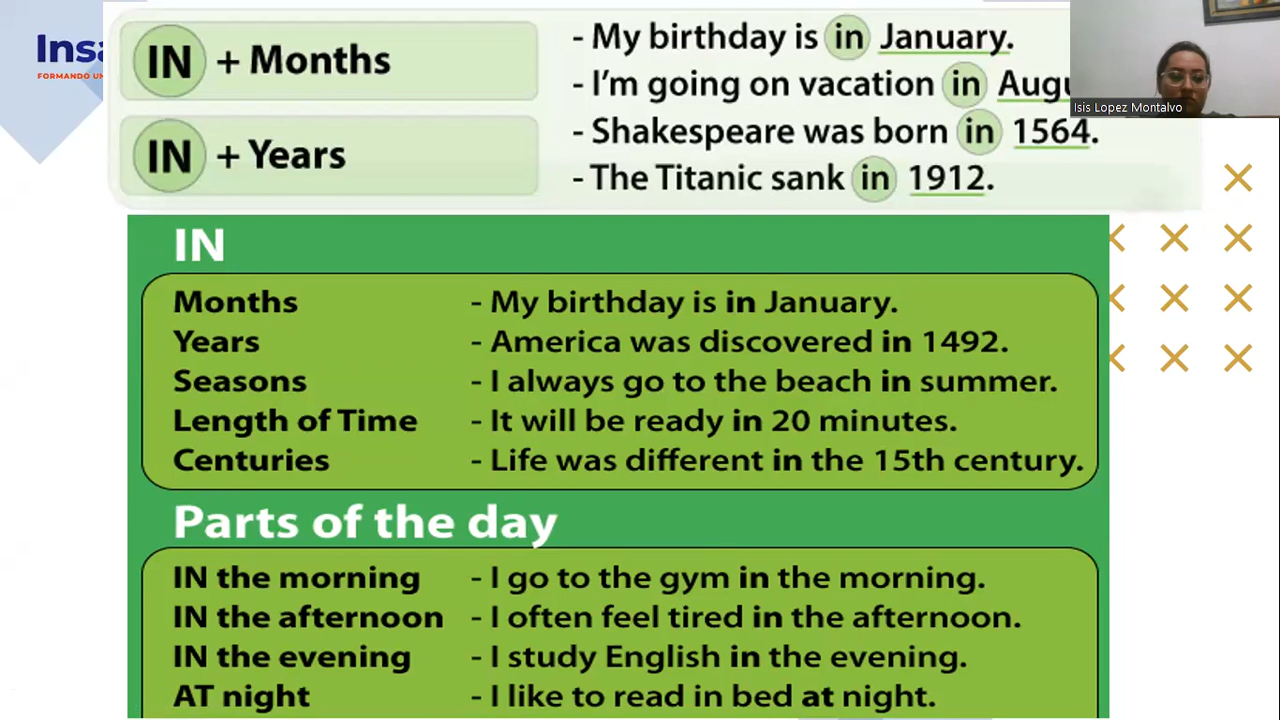 Insa
FORMANDO UN
IN + Months
- My birthday is in January.
- I'm going on vacation in Augu
IN + Years
- Shakespeare was born in 1564.
- The Titanic sank in 1912.
Isis Lopez Montalvo
IN
Months - My birthday is in January.
Years - America was discovered in 1492.
Seasons - I always go to the beach in summer.
Length of Time - It will be ready in 20 minutes.
Centuries - Life was different in the 15th century.
Parts of the day
IN the morning - I go to the gym in the morning.
IN the afternoon - I often feel tired in the afternoon.
IN the evening - I study English in the evening.
AT night - I like to read in bed at night.